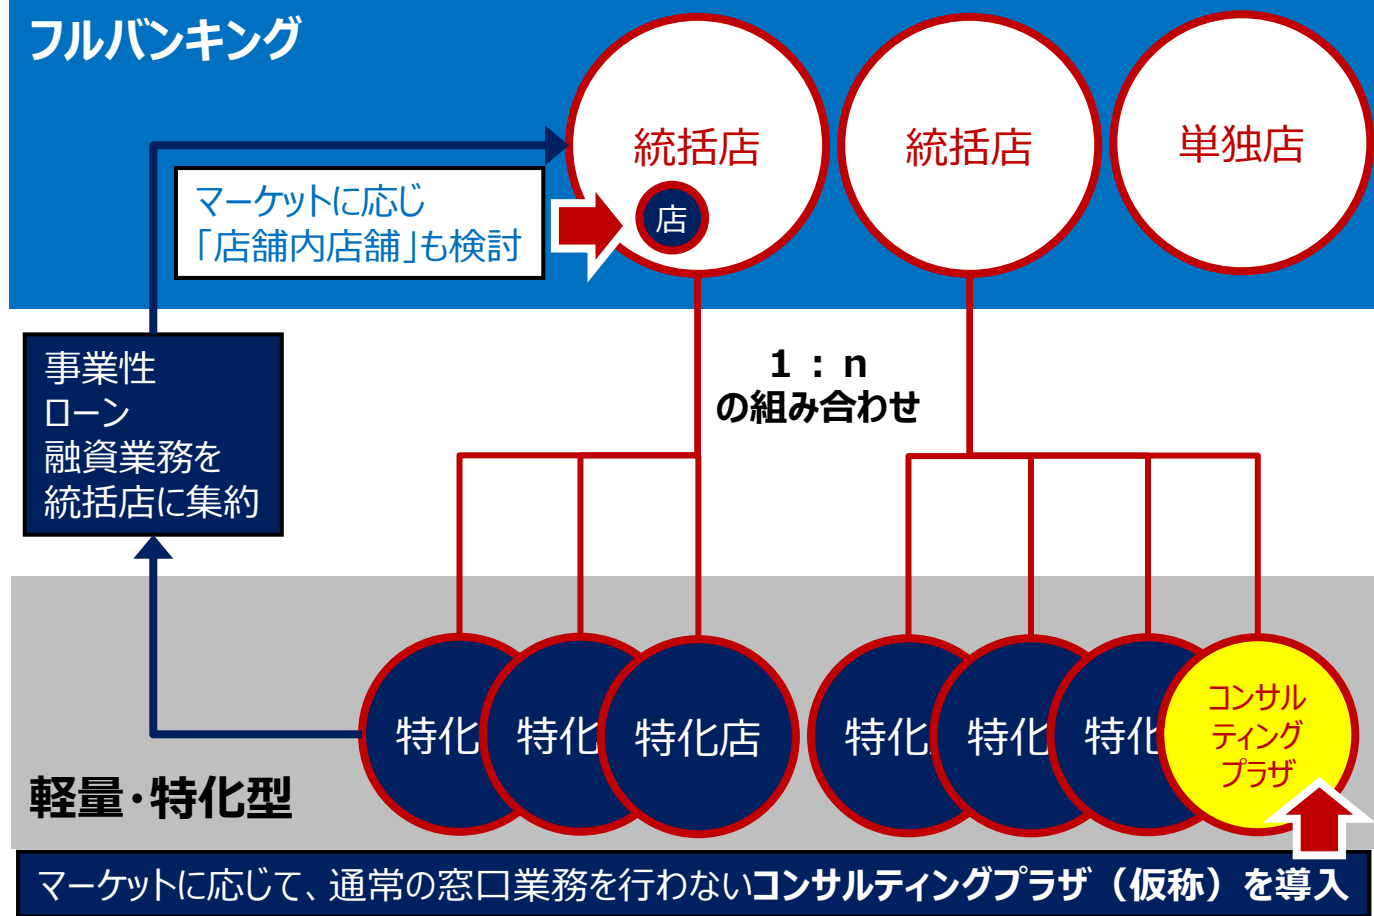 フルバンキング
統括店
統括店
単独店
マーケットに応じ
「店舗内店舗」も検討
店
事業性
ローン
融資業務を
統括店に集約
1：n
の組み合わせ
特化
特化
特化店
特化
特化
特化
コンサル
ティング
プラザ
軽量・特化型
マーケットに応じて、通常の窓口業務を行わないコンサルティングプラザ（仮称）を導入